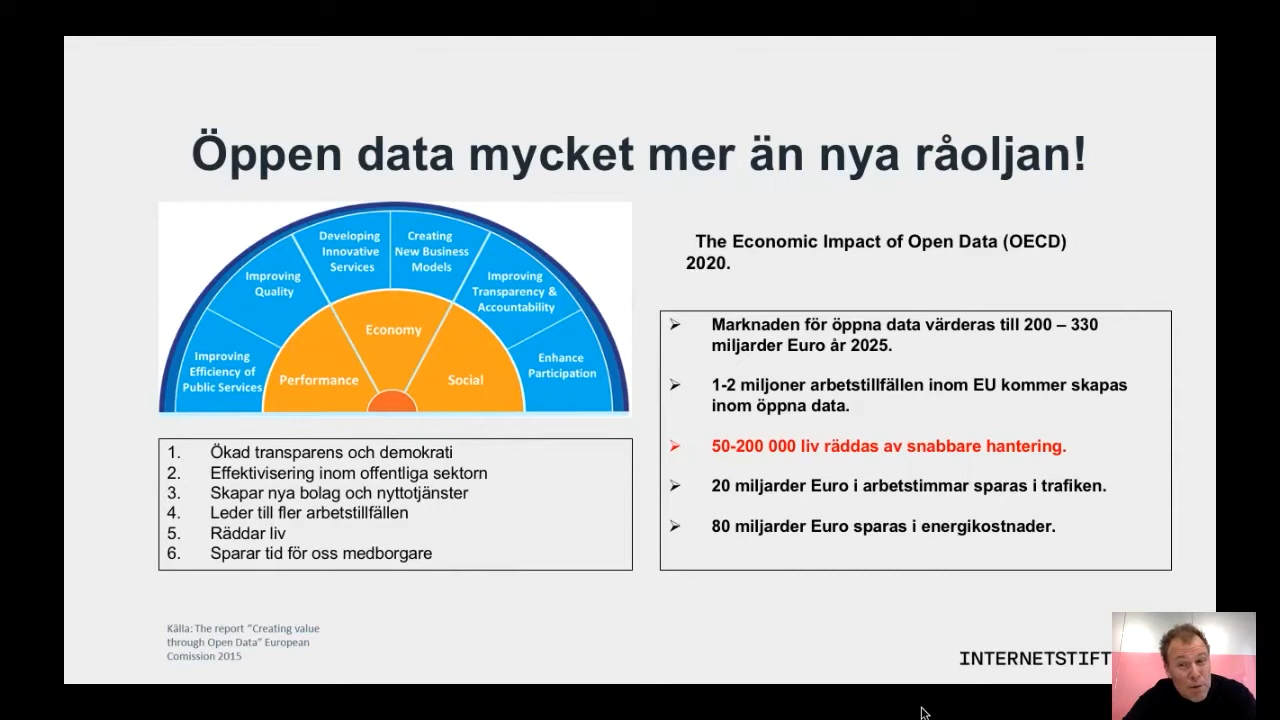 Öppen data mycket mer än nya råoljan!
Developing
Innovative
Services
Creating
New Business
Models
Improving
Quality
Improving
Transparency &
Accountability
Improving
Efficiency of
Public Services
Enhance
Participation
Economy
Performance
Social
The Economic Impact of Open Data (OECD)
2020.
1. Ökad transparens och demokrati
2. Effektivisering inom offentliga sektorn
3. Skapar nya bolag och nyttotjänster
4. Leder till fler arbetstillfällen
5. Räddar liv
6. Sparar tid för oss medborgare
➢ Marknaden för öppna data värderas till 200 – 330
miljarder Euro år 2025.
➢ 1-2 miljoner arbetstillfällen inom EU kommer skapas
inom öppna data.
➢ 50-200 000 liv räddas av snabbare hantering.
➢ 20 miljarder Euro i arbetstimmar sparas i trafiken.
➢ 80 miljarder Euro sparas i energikostnader.
Källa: The report "Creating value
through Open Data" European
Comission 2015
INTERNETSTIFT